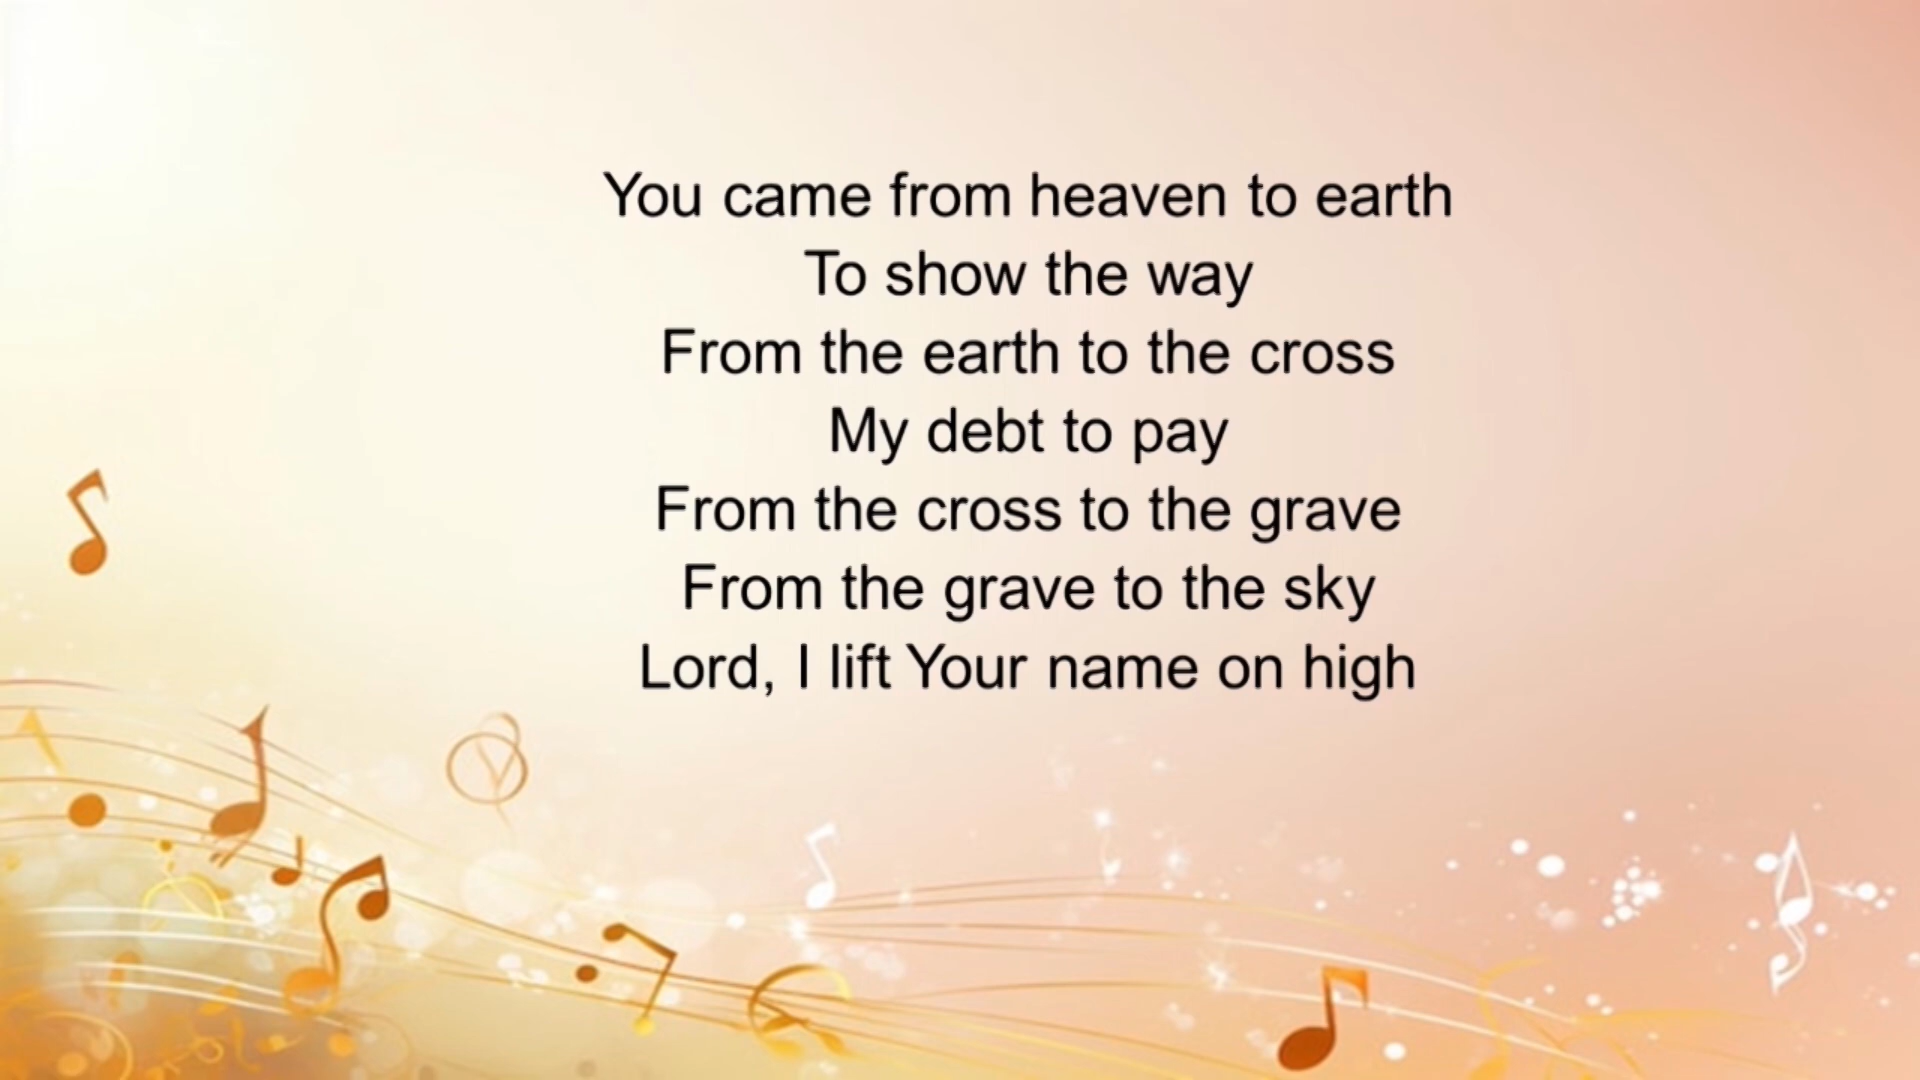 You came from heaven to earth
To show the way
From the earth to the cross
My debt to pay
From the cross to the grave
From the grave to the sky
Lord, I lift Your name on high